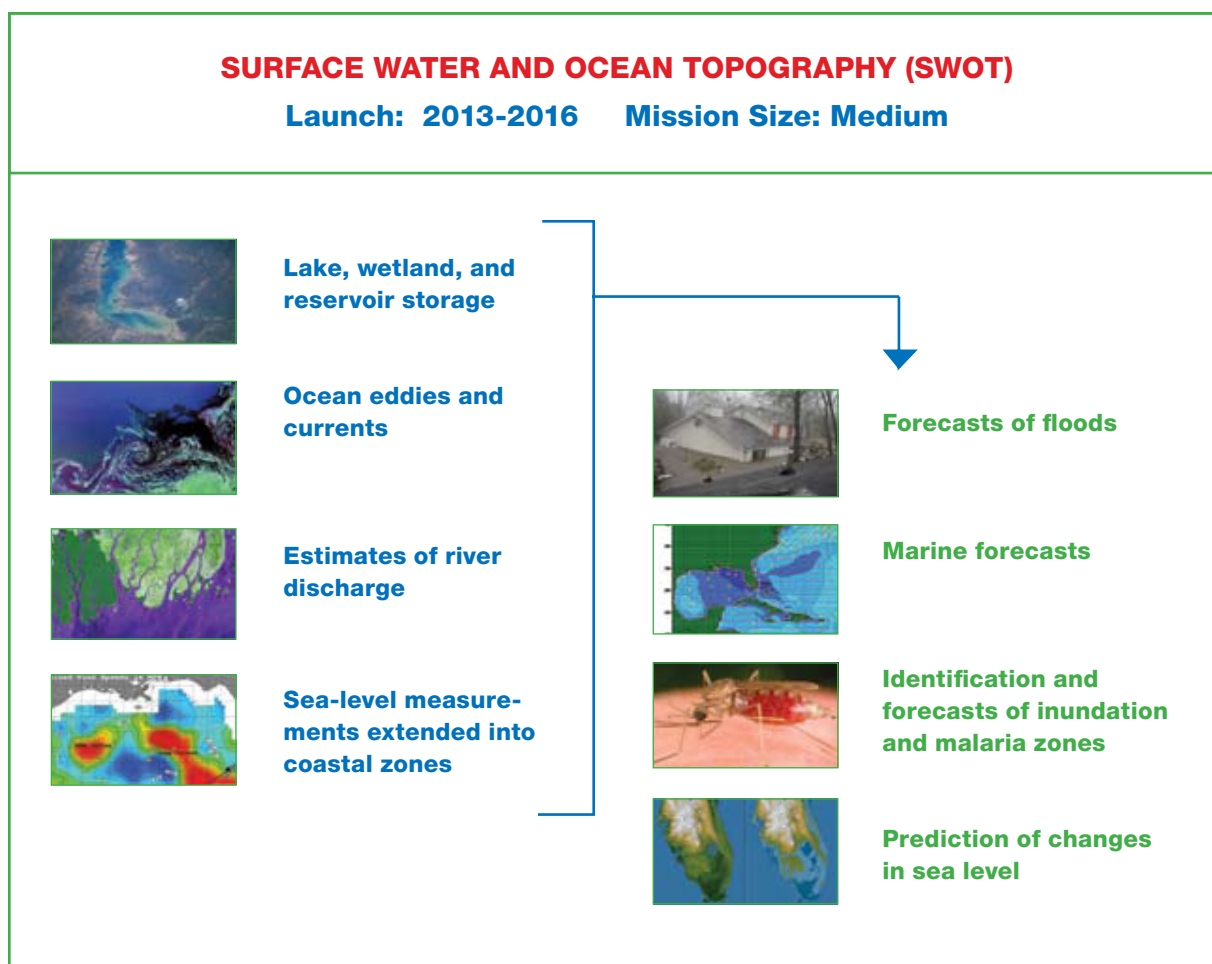 SURFACE WATER AND OCEAN TOPOGRAPHY (SWOT)
Launch: 2013-2016 Mission Size: Medium
Lake, wetland, and
reservoir storage
Ocean eddies and
currents
Estimates of river
discharge
Sea-level measure-
ments extended into
coastal zones
Forecasts of floods
Marine forecasts
Identification and
forecasts of inundation
and malaria zones
Prediction of changes
in sea level